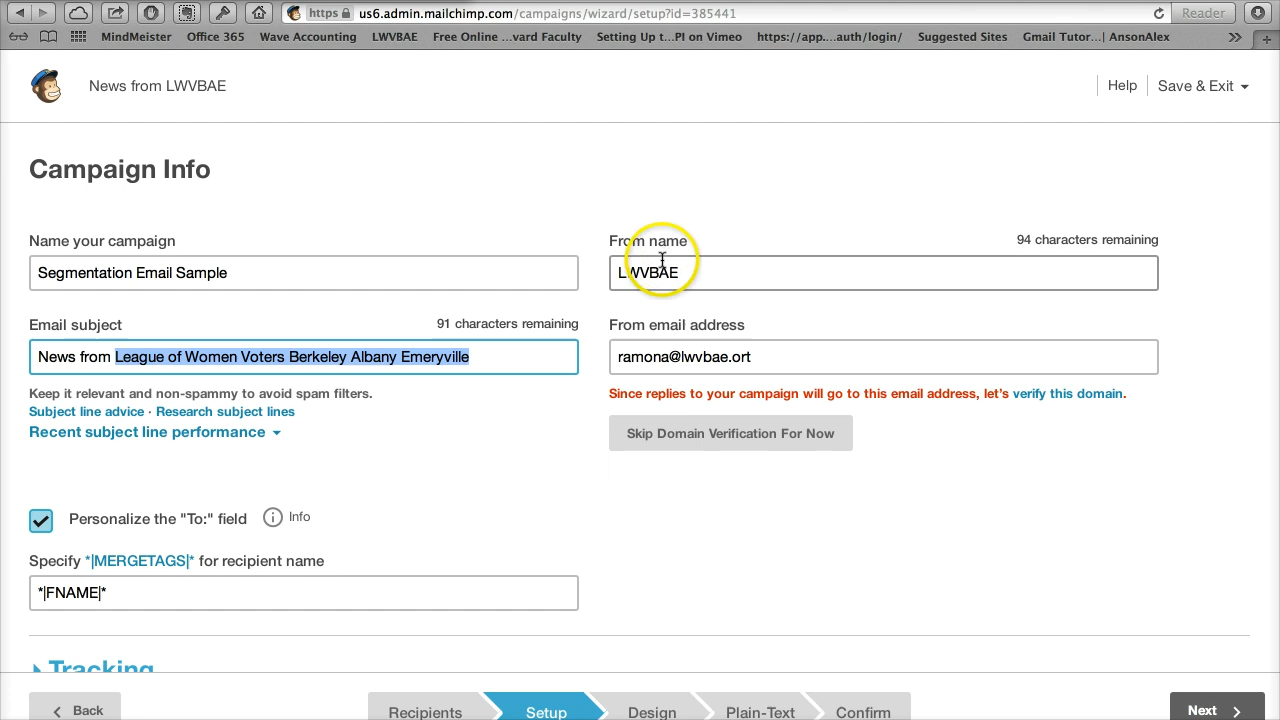 https us6.admin.mailchimp.com/campaigns/wizard/setup?id=385441 Reader
MindMeister Office 365 Wave Accounting LWVBAE Free Online ...vard Faculty Setting Up t...PI on Vimeo https://app....auth/login/ Suggested Sites Gmail Tutor...| AnsonAlex
News from LWVBAE Help Save & Exit
Campaign Info
Name your campaign From name 94 characters remaining
Segmentation Email Sample LWVBAE
Email subject 91 characters remaining From email address
News from League of Women Voters Berkeley Albany Emeryville ramona@lwvbae.ort
Keep it relevant and non-spammy to avoid spam filters. Since replies to your campaign will go to this email address, let's verify this domain.
Subject line advice · Research subject lines
Recent subject line performance Skip Domain Verification For Now
Personalize the "To:" field Info
Specify *|MERGETAGS|* for recipient name
*|FNAME|*
Tracking
Back Recipients Setup Design Plain-Text Confirm Next